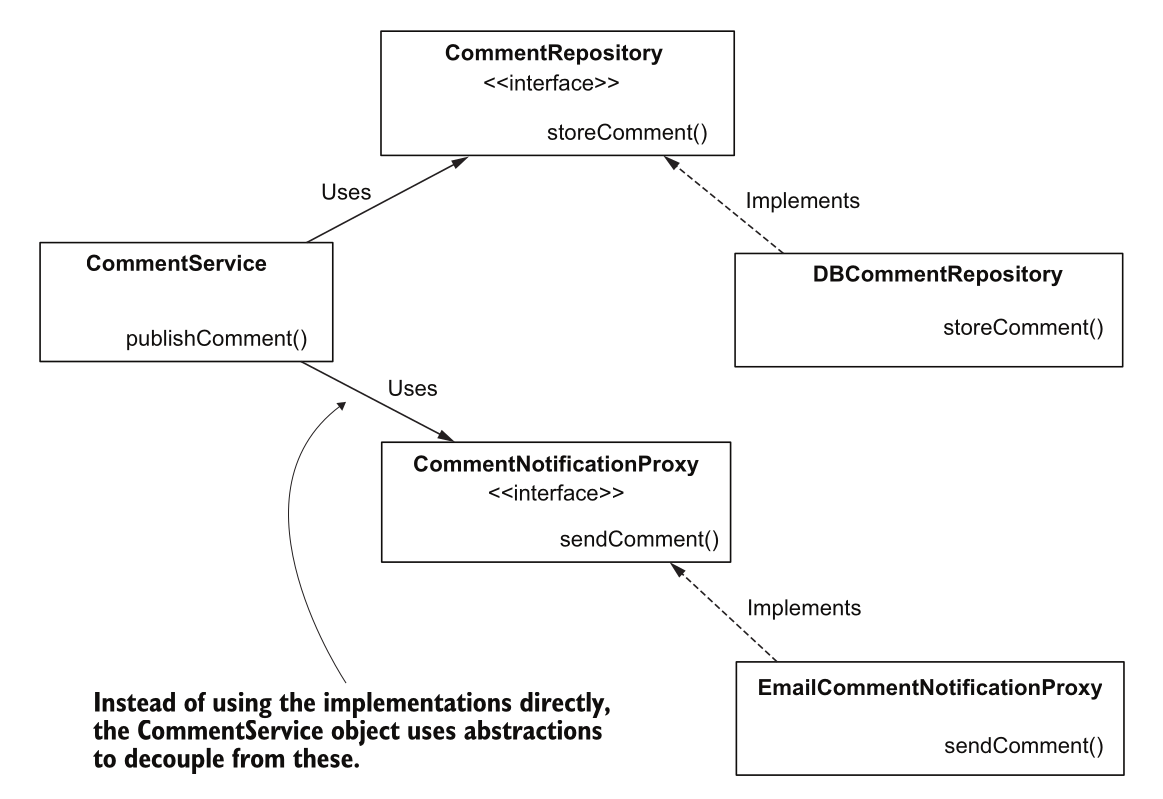 CommentRepository
<<interface>>
storeComment()
Uses
Implements
CommentService
publishComment()
DBCommentRepository
storeComment()
Uses
CommentNotificationProxy
<<interface>>
sendComment()
Implements
EmailCommentNotificationProxy
sendComment()
Instead of using the implementations directly,
the CommentService object uses abstractions
to decouple from these.